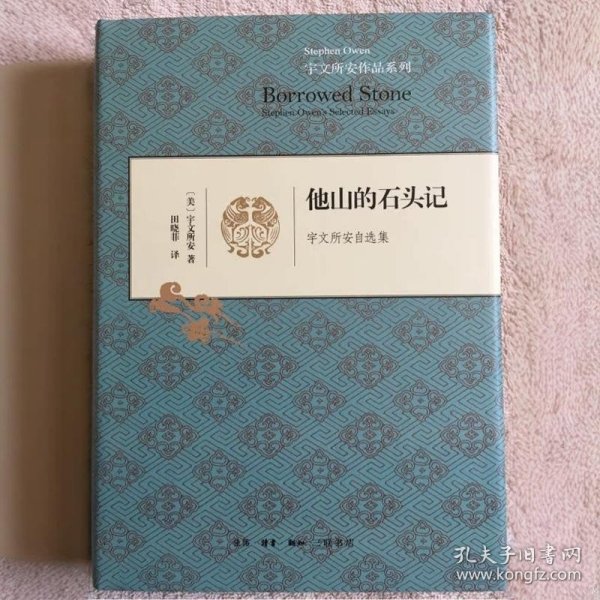 Stephen Owen
宇文所安作品系列
Borrowed Stone
Stephen Owen's Selected Essays
他山的石头记
宇文所安自选集
〔美〕宇文所安 著
田晓菲 译
生活 读书 新知 三联书店
孔夫子旧书网
www.kongfz.com